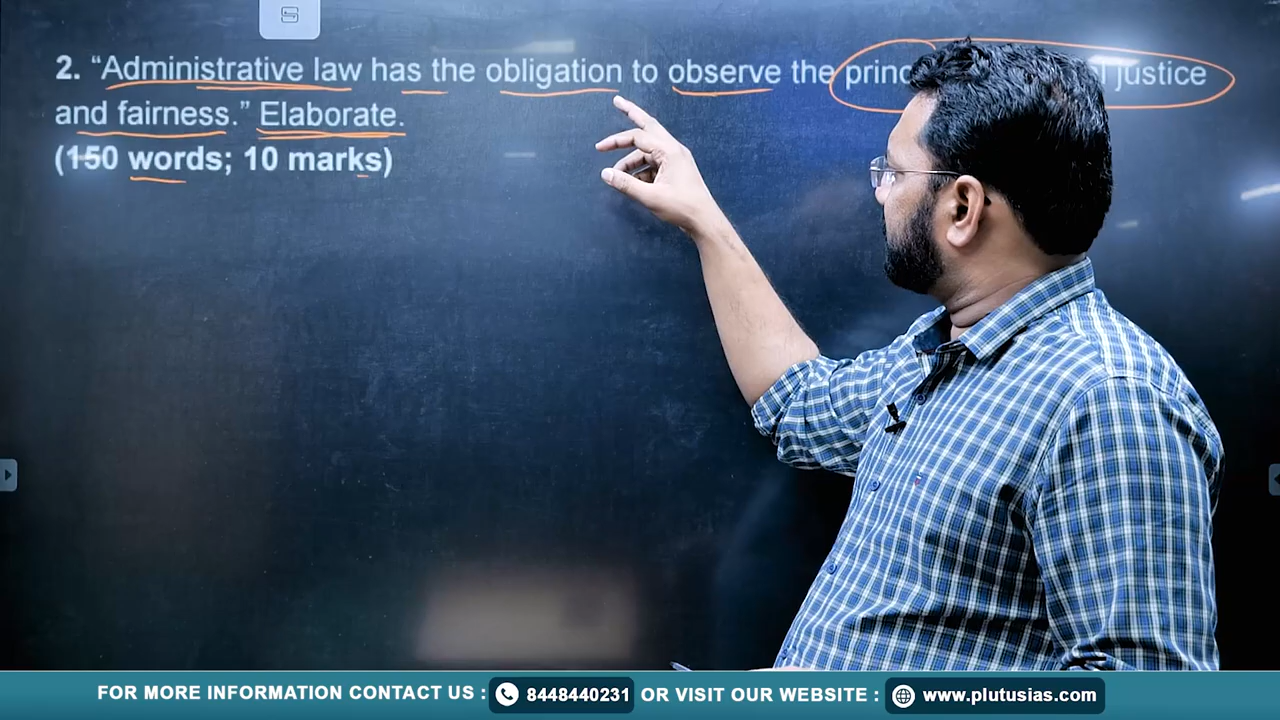 2. “Administrative law has the obligation to observe the justice
and fairness.” Elaborate.
(150 words; 10 marks)
FOR MORE INFORMATION CONTACT US : 8448440231 OR VISIT OUR WEBSITE : www.plutusias.com